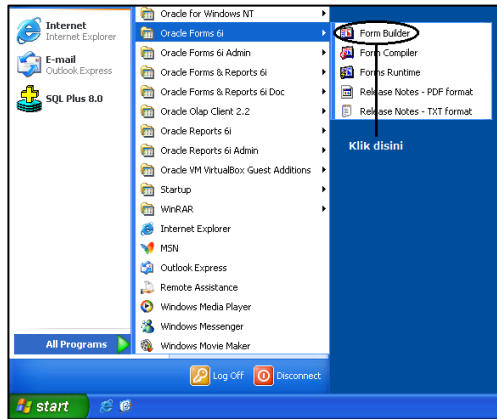 Internet
Internet Explorer
E-mail
Outlook Express
SQL Plus 8.0
All Programs
Oracle for Windows NT
Oracle Forms 6i
Oracle Forms 6i Admin
Oracle Forms & Reports 6i
Oracle Forms & Reports 6i Doc
Oracle Olap Client 2.2
Oracle Reports 6i
Oracle Reports 6i Admin
Oracle VM VirtualBox Guest Additions
Startup
WinRAR
Internet Explorer
MSN
Outlook Express
Remote Assistance
Windows Media Player
Windows Messenger
Windows Movie Maker
Form Builder
Form Compiler
Forms Runtime
Release Notes - PDF format
Release Notes - TXT format
Klik disini
Log Off
Disconnect
start